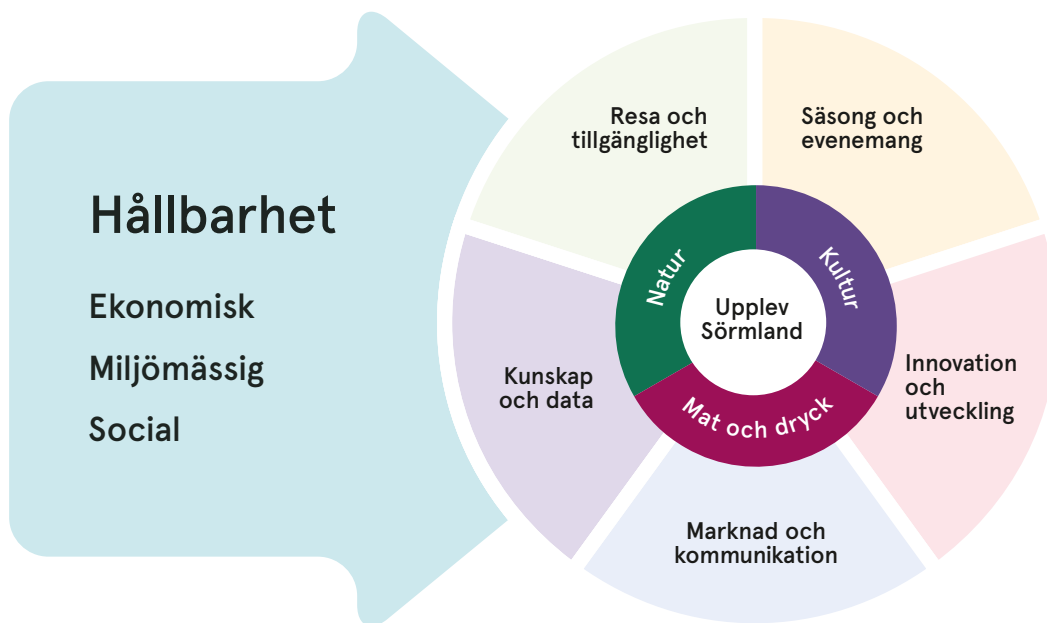 Hållbarhet
Ekonomisk
Miljömässig
Social
Resa och
tillgänglighet
Säsong och
evenemang
Innovation
och
utveckling
Marknad och
kommunikation
Kunskap
och data
Natur
Kultur
Mat och dryck
Upplev
Sörmland